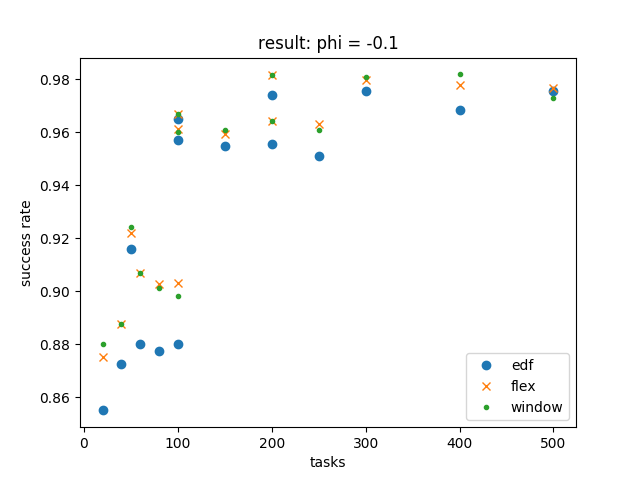 result: phi = -0.1
success rate
0.98
0.96
0.94
0.92
0.90
0.88
0.86
edf
flex
window
0 100 200 300 400 500
tasks